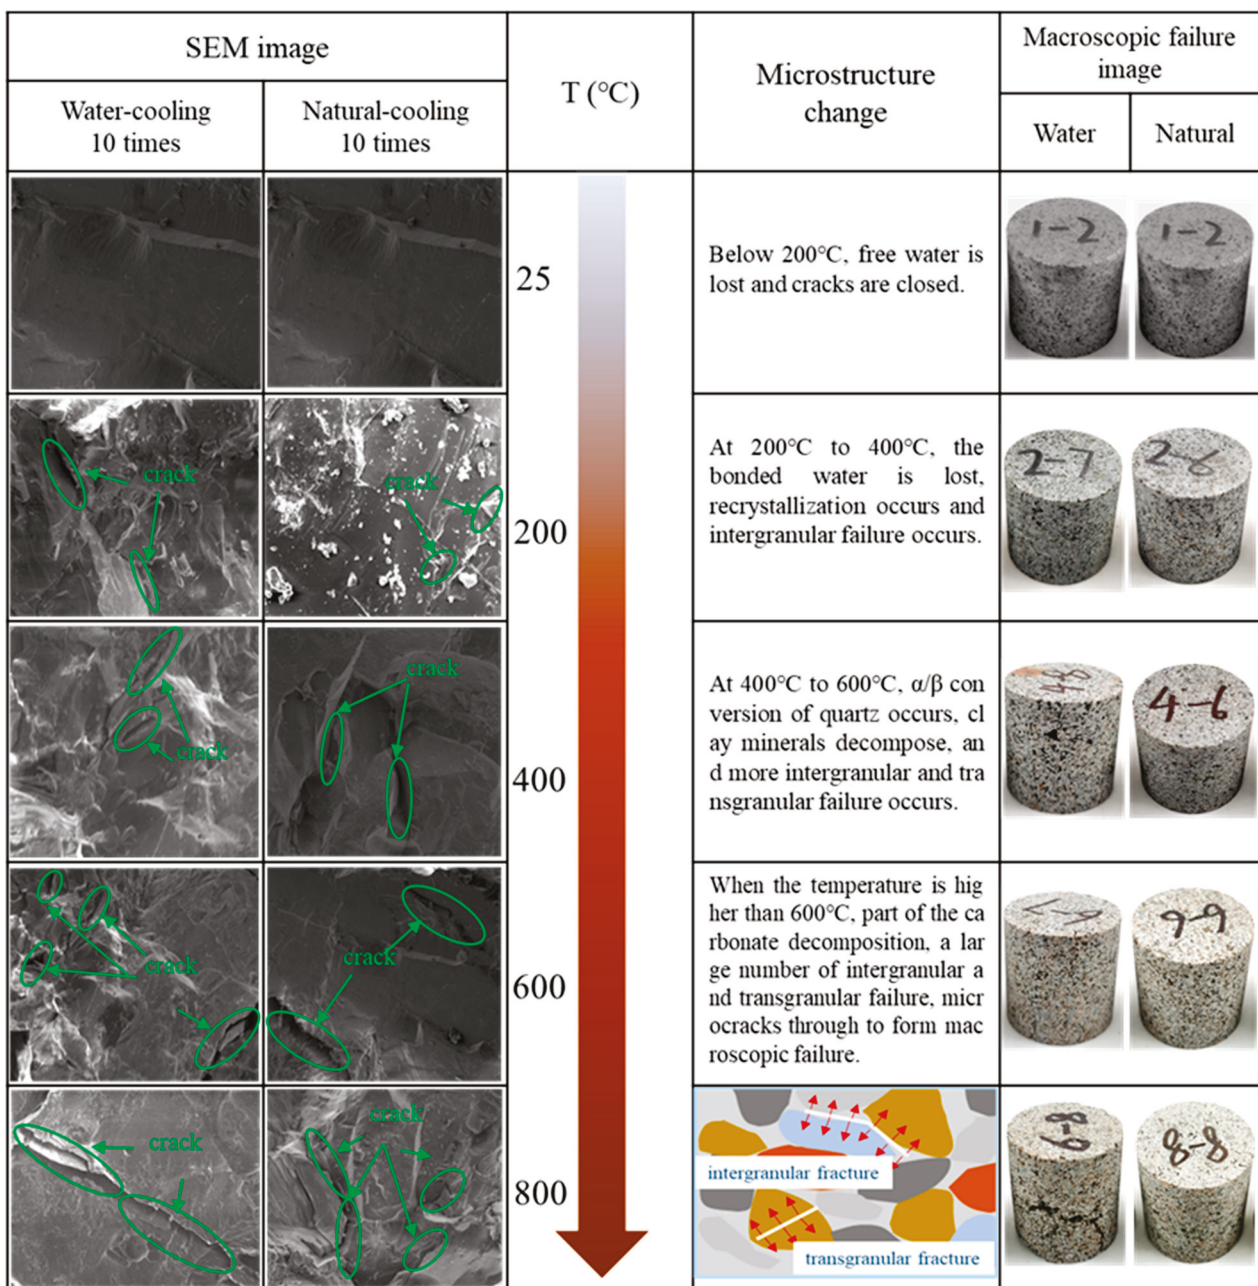 SEM image
T (°C)
Microstructure
change
Macroscopic failure
image
Water-cooling
10 times
Natural-cooling
10 times
Water
Natural
25
Below 200°C, free water is
lost and cracks are closed.
1-2
1-2
crack
crack
200
At 200°C to 400°C, the
bonded water is lost,
recrystallization occurs and
intergranular failure occurs.
2-7
2-6
crack
crack
400
At 400°C to 600°C, α/β con
version of quartz occurs, cl
ay minerals decompose, an
d more intergranular and tra
nsgranular failure occurs.
4-8
4-6
crack
crack
600
When the temperature is hig
her than 600°C, part of the ca
rbonate decomposition, a lar
ge number of intergranular a
nd transgranular failure, micr
ocracks through to form mac
roscopic failure.
9-9
crack
crack
800
intergranular fracture
transgranular fracture
8-8